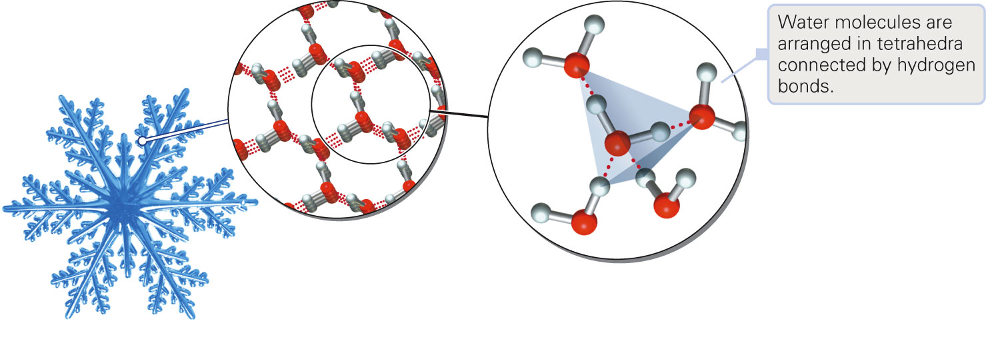 Water molecules are
arranged in tetrahedra
connected by hydrogen
bonds.